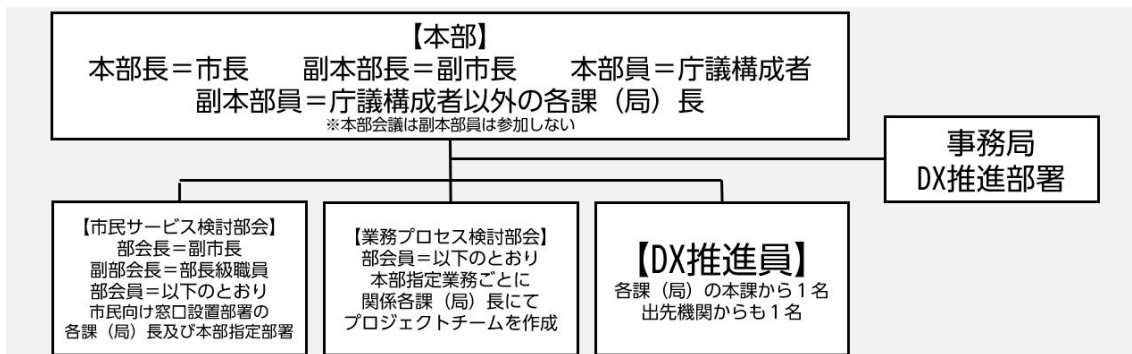 【本部】
本部長＝市長　　副本部長＝副市長　　本部員＝庁議構成者
副本部員＝庁議構成者以外の各課（局）長
※本部会議は副本部員は参加しない
事務局
DX推進部署
【市民サービス検討部会】
部会長＝副市長
副部会長＝部長級職員
部会員＝以下のとおり
市民向け窓口設置部署の
各課（局）長及び本部指定部署
【業務プロセス検討部会】
部会員＝以下のとおり
本部指定業務ごとに
関係各課（局）長にて
プロジェクトチームを作成
【DX推進員】
各課（局）の本課から１名
出先機関からも１名